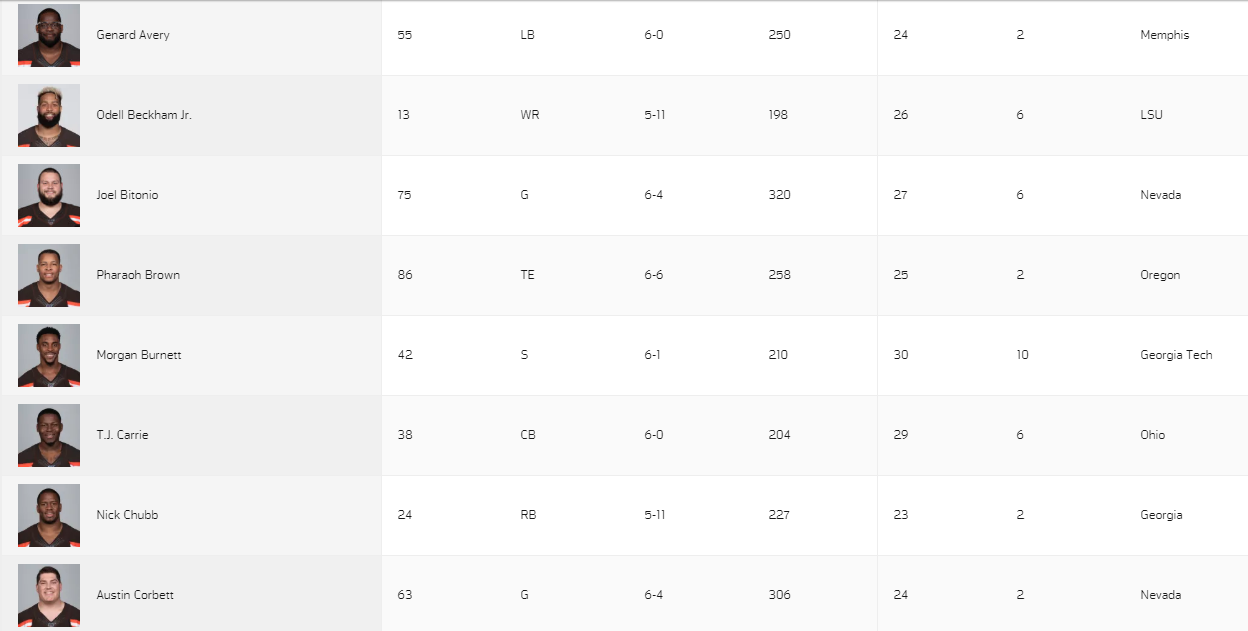 Genard Avery 55 LB 6-0 250 24 2 Memphis
Odell Beckham Jr. 13 WR 5-11 198 26 6 LSU
Joel Bitonio 75 G 6-4 320 27 6 Nevada
Pharaoh Brown 86 TE 6-6 258 25 2 Oregon
Morgan Burnett 42 S 6-1 210 30 10 Georgia Tech
T.J. Carrie 38 CB 6-0 204 29 6 Ohio
Nick Chubb 24 RB 5-11 227 23 2 Georgia
Austin Corbett 63 G 6-4 306 24 2 Nevada